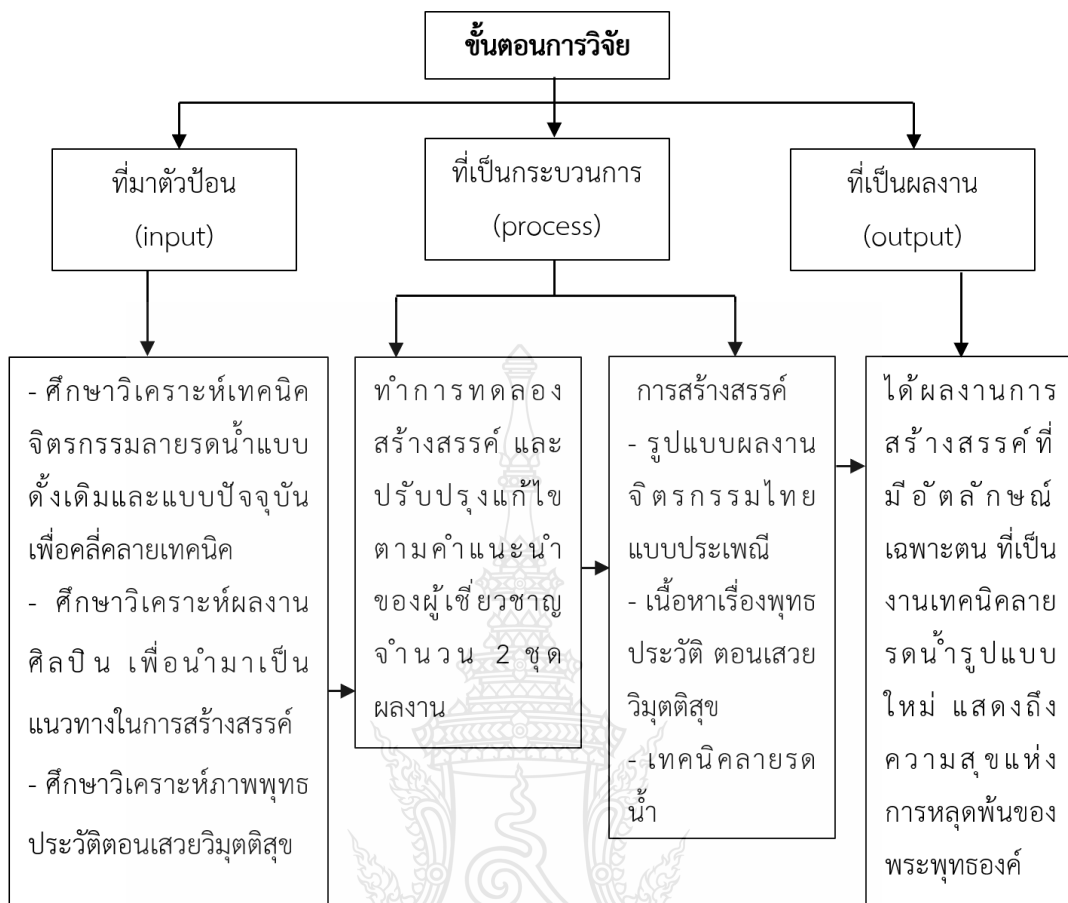 ขั้นตอนการวิจัย
ที่มาตัวป้อน
(input)
ที่เป็นกระบวนการ
(process)
ที่เป็นผลงาน
(output)
- ศึกษาวิเคราะห์เทคนิค
จิตรกรรมลายรดน้ำแบบ
ดั้งเดิมและแบบปัจจุบัน
เพื่อคลี่คลายเทคนิค
- ศึกษาวิเคราะห์ผลงาน
ศิลปิน เพื่อนำมาเป็น
แนวทางในการสร้างสรรค์
- ศึกษาวิเคราะห์ภาพพุทธ
ประวัติตอนเสวยวิมุตติสุข
ทำการทดลอง
สร้างสรรค์ และ
ปรับปรุงแก้ไข
ตามคำแนะนำ
ของผู้เชี่ยวชาญ
จำนวน 2 ชุด
ผลงาน
การสร้างสรรค์
- รูปแบบผลงาน
จิตรกรรมไทย
แบบประเพณี
- เนื้อหาเรื่องพุทธ
ประวัติ ตอนเสวย
วิมุตติสุข
- เทคนิคลายรด
น้ำ
ได้ผลงานการ
สร้างสรรค์ที่
มีอัตลักษณ์
เฉพาะตน ที่เป็น
งานเทคนิคลาย
รดน้ำรูปแบบ
ใหม่ แสดงถึง
ความสุขแห่ง
การหลุดพ้นของ
พระพุทธองค์